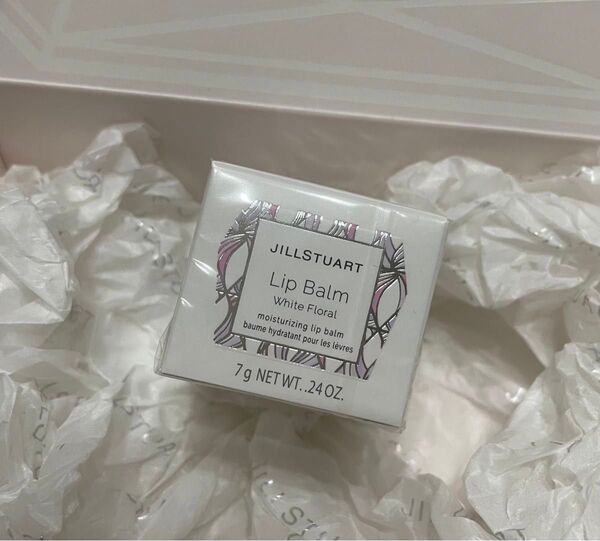 JILLSTUART
Lip Balm
White Floral
moisturizing lip balm
baume hydratant pour les lèvres
7g NET WT. .24 OZ.